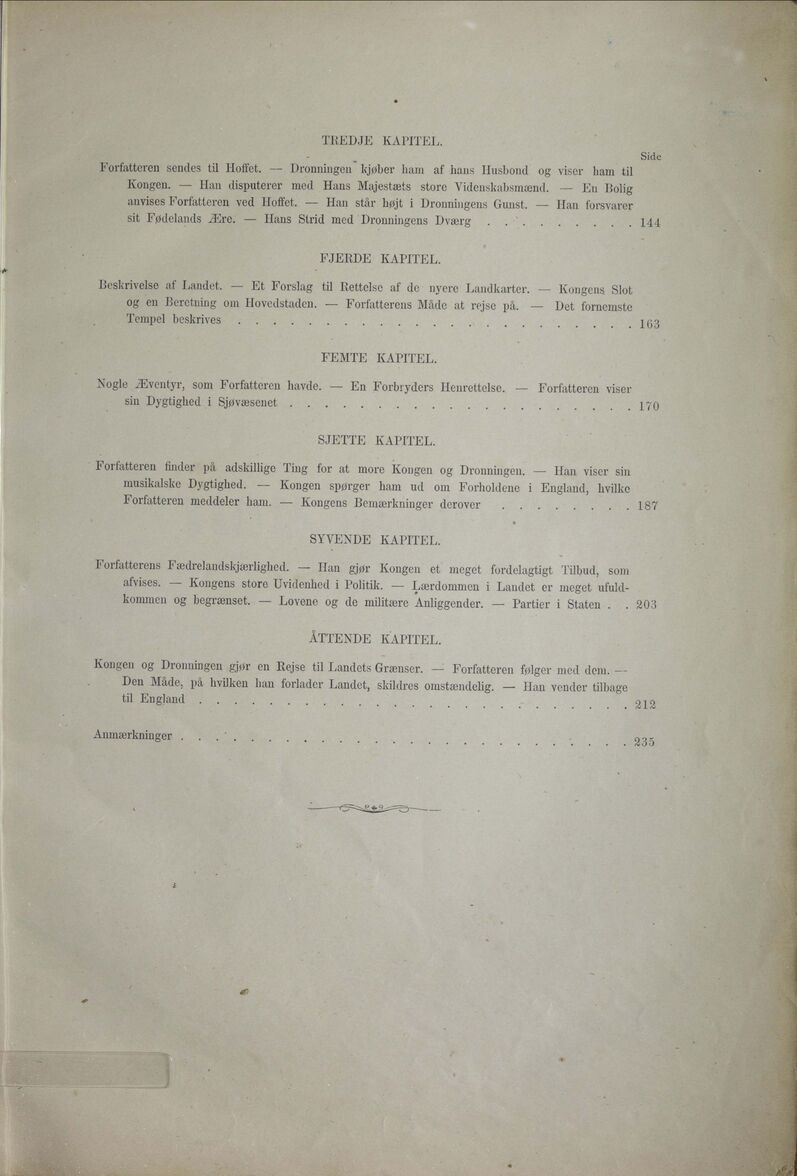 TREDJE KAPITEL.
Side
Forfatteren sendes til Hoffet. — Dronningen kjøber ham af hans Husbond og viser ham til
Kongen. — Han disputerer med Hans Majestæts store Videnskabsmænd. — En Bolig
anvises Forfatteren ved Hoffet. — Han står højt i Dronningens Gunst. — Han forsvarer
sit Fødelands Ære. — Hans Strid med Dronningens Dværg . . . . . . . . . 144
FJERDE KAPITEL.
Beskrivelse af Landet. — Et Forslag til Rettelse af de nyere Landkarter. — Kongens Slot
og en Beretning om Hovedstaden. — Forfatterens Måde at rejse på. — Det fornemste
Tempel beskrives . . . . . . . . . . . . . . . . . . . . . . . 163
FEMTE KAPITEL.
Nogle Æventyr, som Forfatteren havde. — En Forbryders Henrettelse. — Forfatteren viser
sin Dygtighed i Sjøvæsenet . . . . . . . . . . . . . . . . . . . . 170
SJETTE KAPITEL.
Forfatteren finder på adskillige Ting for at more Kongen og Dronningen. — Han viser sin
musikalske Dygtighed. — Kongen spørger ham ud om Forholdene i England, hvilke
Forfatteren meddeler ham. — Kongens Bemærkninger derover . . . . . . . . 187
SYVENDE KAPITEL.
Forfatterens Fædrelandskjærlighed. — Han gjør Kongen et meget fordelagtigt Tilbud, som
afvises. — Kongens store Uvidenhed i Politik. — Lærdommen i Landet er meget ufuld-
kommen og begrænset. — Lovene og de militære Anliggender. — Partier i Staten . . 203
ÅTTENDE KAPITEL.
Kongen og Dronningen gjør en Rejse til Landets Grænser. — Forfatteren følger med dem. —
Den Måde, på hvilken han forlader Landet, skildres omstændelig. — Han vender tilbage
til England . . . . . . . . . . . . . . . . . . . . . . . . . 212
Anmærkninger . . . . . . . . . . . . . . . . . . . . . . . . . . 235